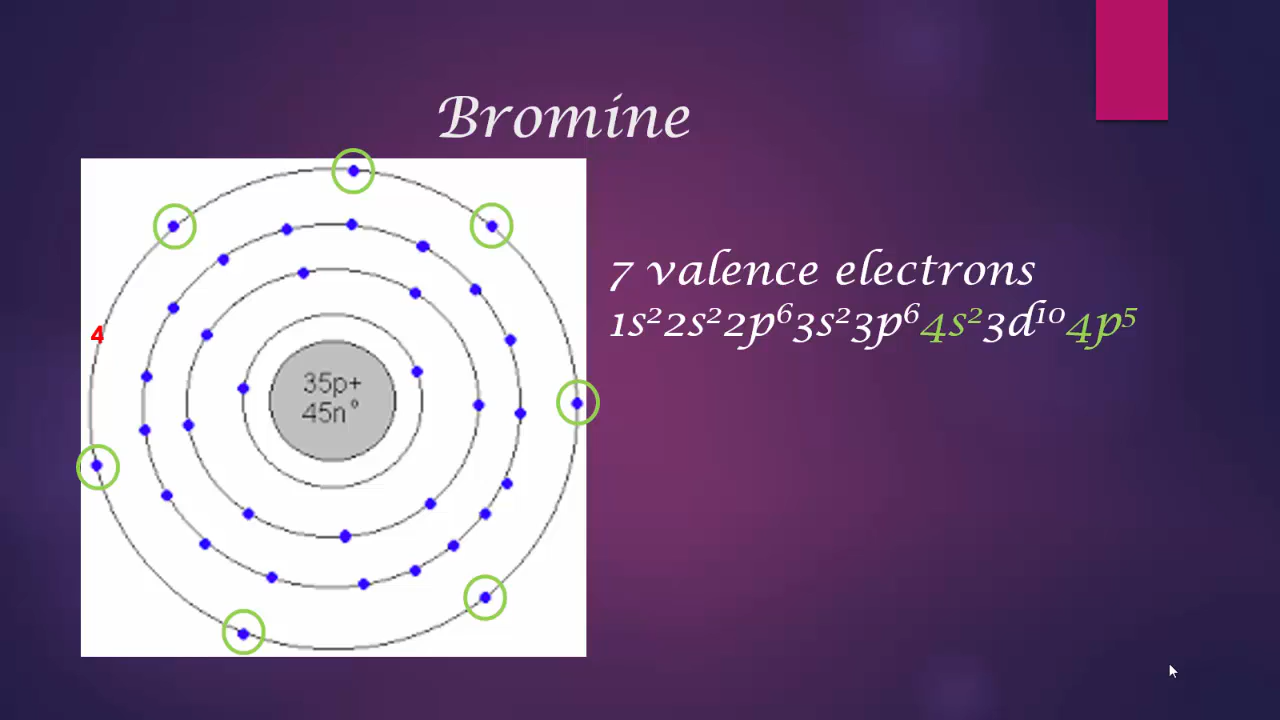 Bromine
7 valence electrons
1s²2s²2p⁶3s²3p⁶4s²3d¹⁰4p⁵
4
35p+
45n°